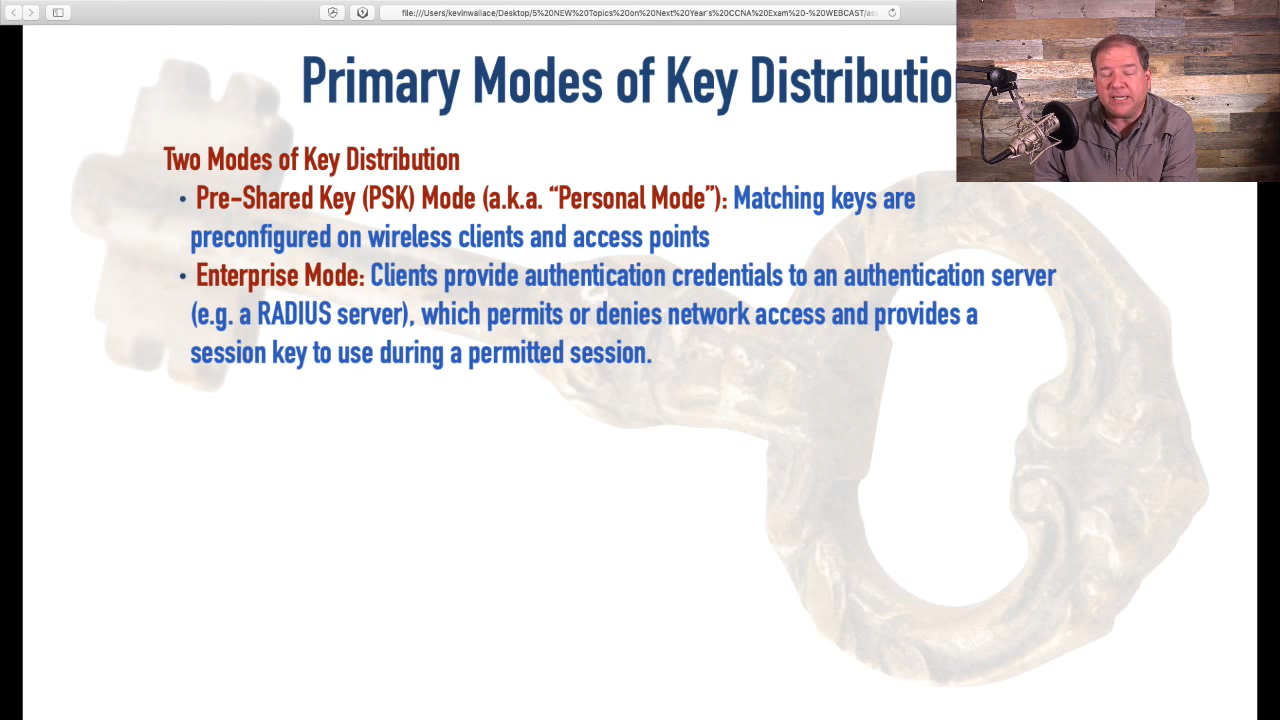 file:///Users/kevinwallace/Desktop/5%20NEW%20Topics%20on%20Next%20Year's%20CCNA%20Exam%20-%20WEBCAST/ass
Primary Modes of Key Distributio
Two Modes of Key Distribution
• Pre-Shared Key (PSK) Mode (a.k.a. “Personal Mode”): Matching keys are
preconfigured on wireless clients and access points
• Enterprise Mode: Clients provide authentication credentials to an authentication server
(e.g. a RADIUS server), which permits or denies network access and provides a
session key to use during a permitted session.